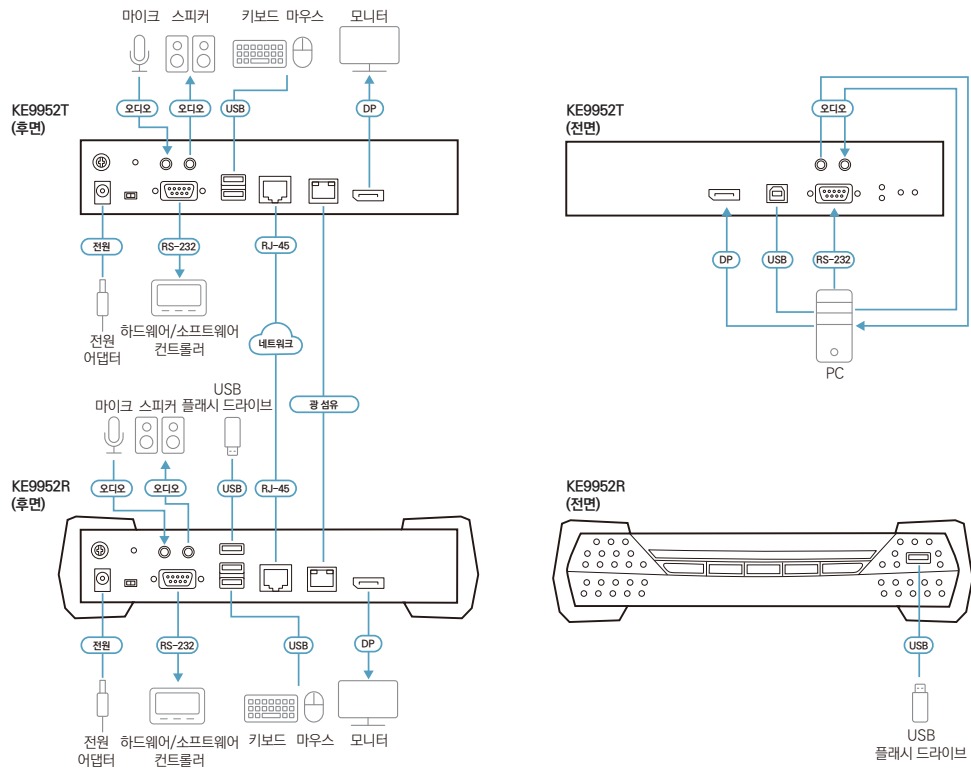 마이크 스피커 키보드 마우스 모니터
KE9952T
(후면)
오디오 오디오 USB DP
전원 RS-232 RJ-45
전원
어댑터
하드웨어/소프트웨어
컨트롤러
네트워크
광 섬유
KE9952T
(전면)
오디오
DP USB RS-232
PC
마이크 스피커
USB
플래시 드라이브
KE9952R
(후면)
오디오 오디오 USB RJ-45
전원 RS-232 USB DP
전원
어댑터
하드웨어/소프트웨어
컨트롤러
키보드 마우스 모니터
KE9952R
(전면)
USB
USB
플래시 드라이브